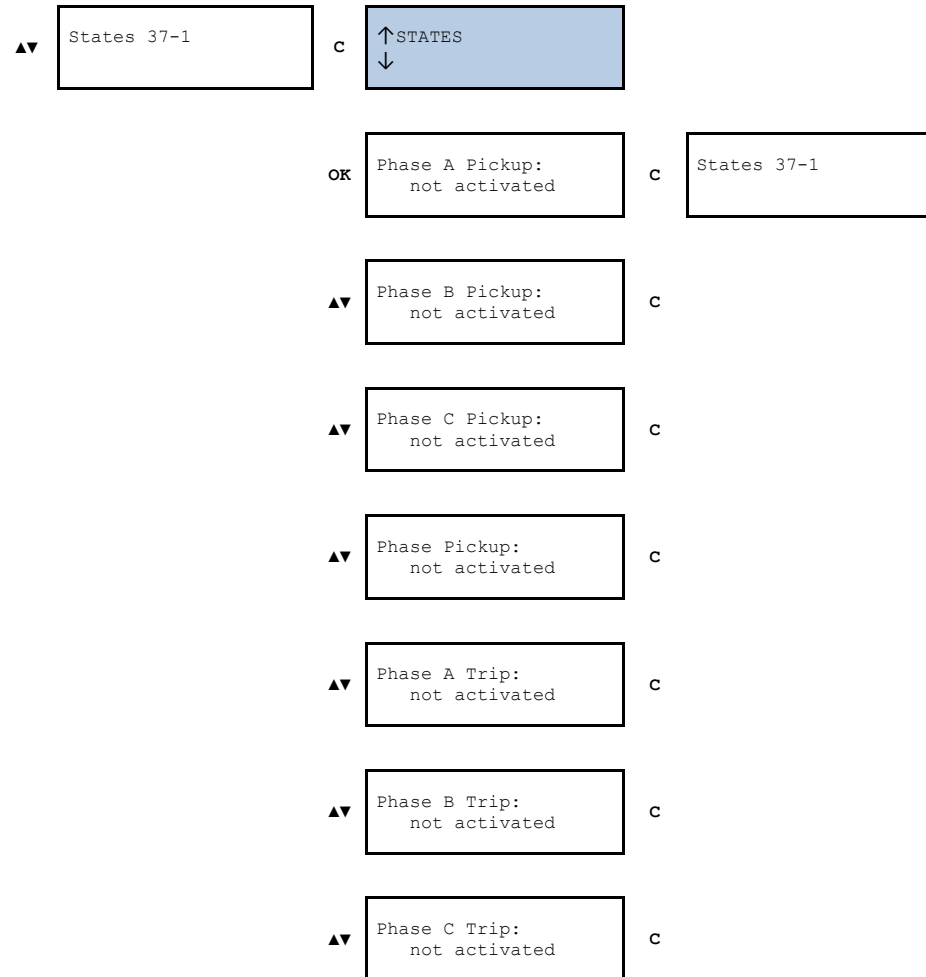 ▲▼ States 37-1 C ↑STATES
↓
OK Phase A Pickup: C States 37-1
not activated
▲▼ Phase B Pickup: C
not activated
▲▼ Phase C Pickup: C
not activated
▲▼ Phase Pickup: C
not activated
▲▼ Phase A Trip: C
not activated
▲▼ Phase B Trip: C
not activated
▲▼ Phase C Trip: C
not activated